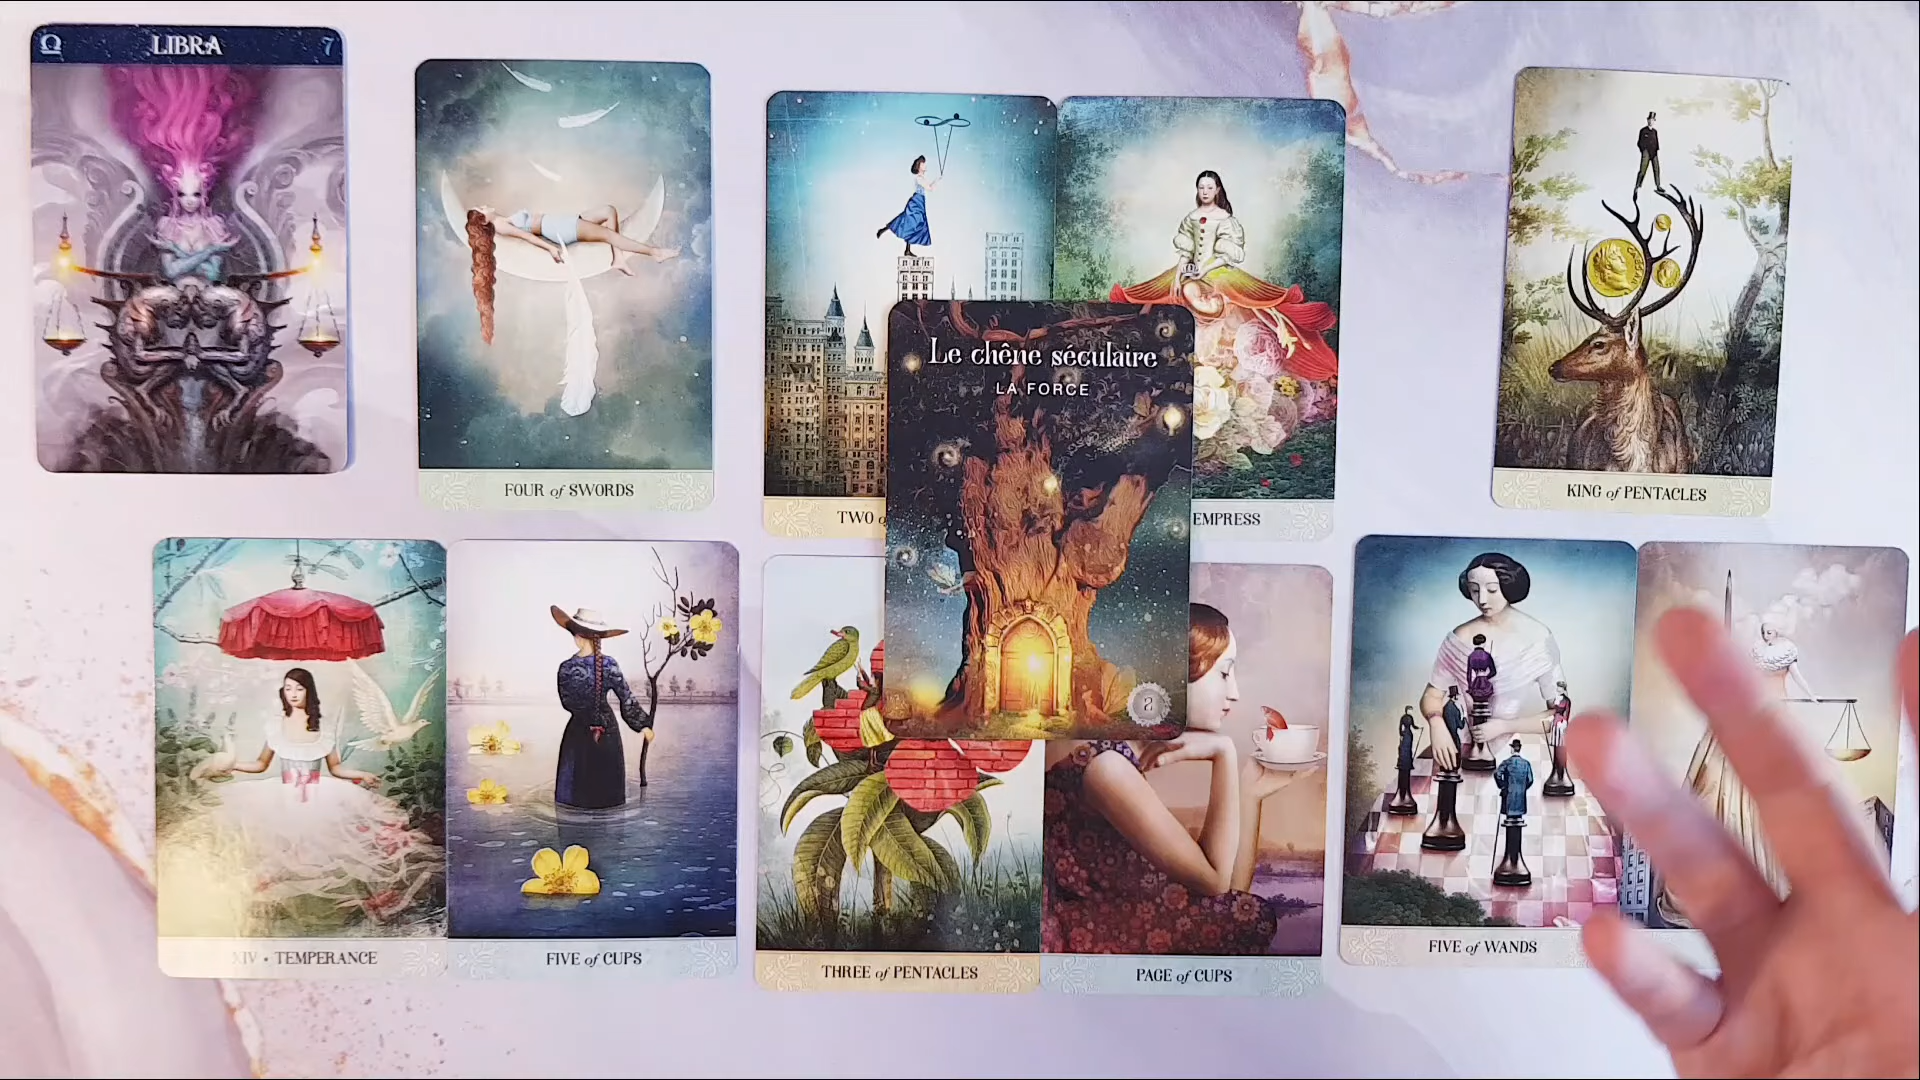 ♎ LIBRA 7
FOUR of SWORDS
TWO
EMPRESS
KING of PENTACLES
Le chêne séculaire
LA FORCE
2
XIV • TEMPERANCE
FIVE of CUPS
THREE of PENTACLES
PAGE of CUPS
FIVE of WANDS